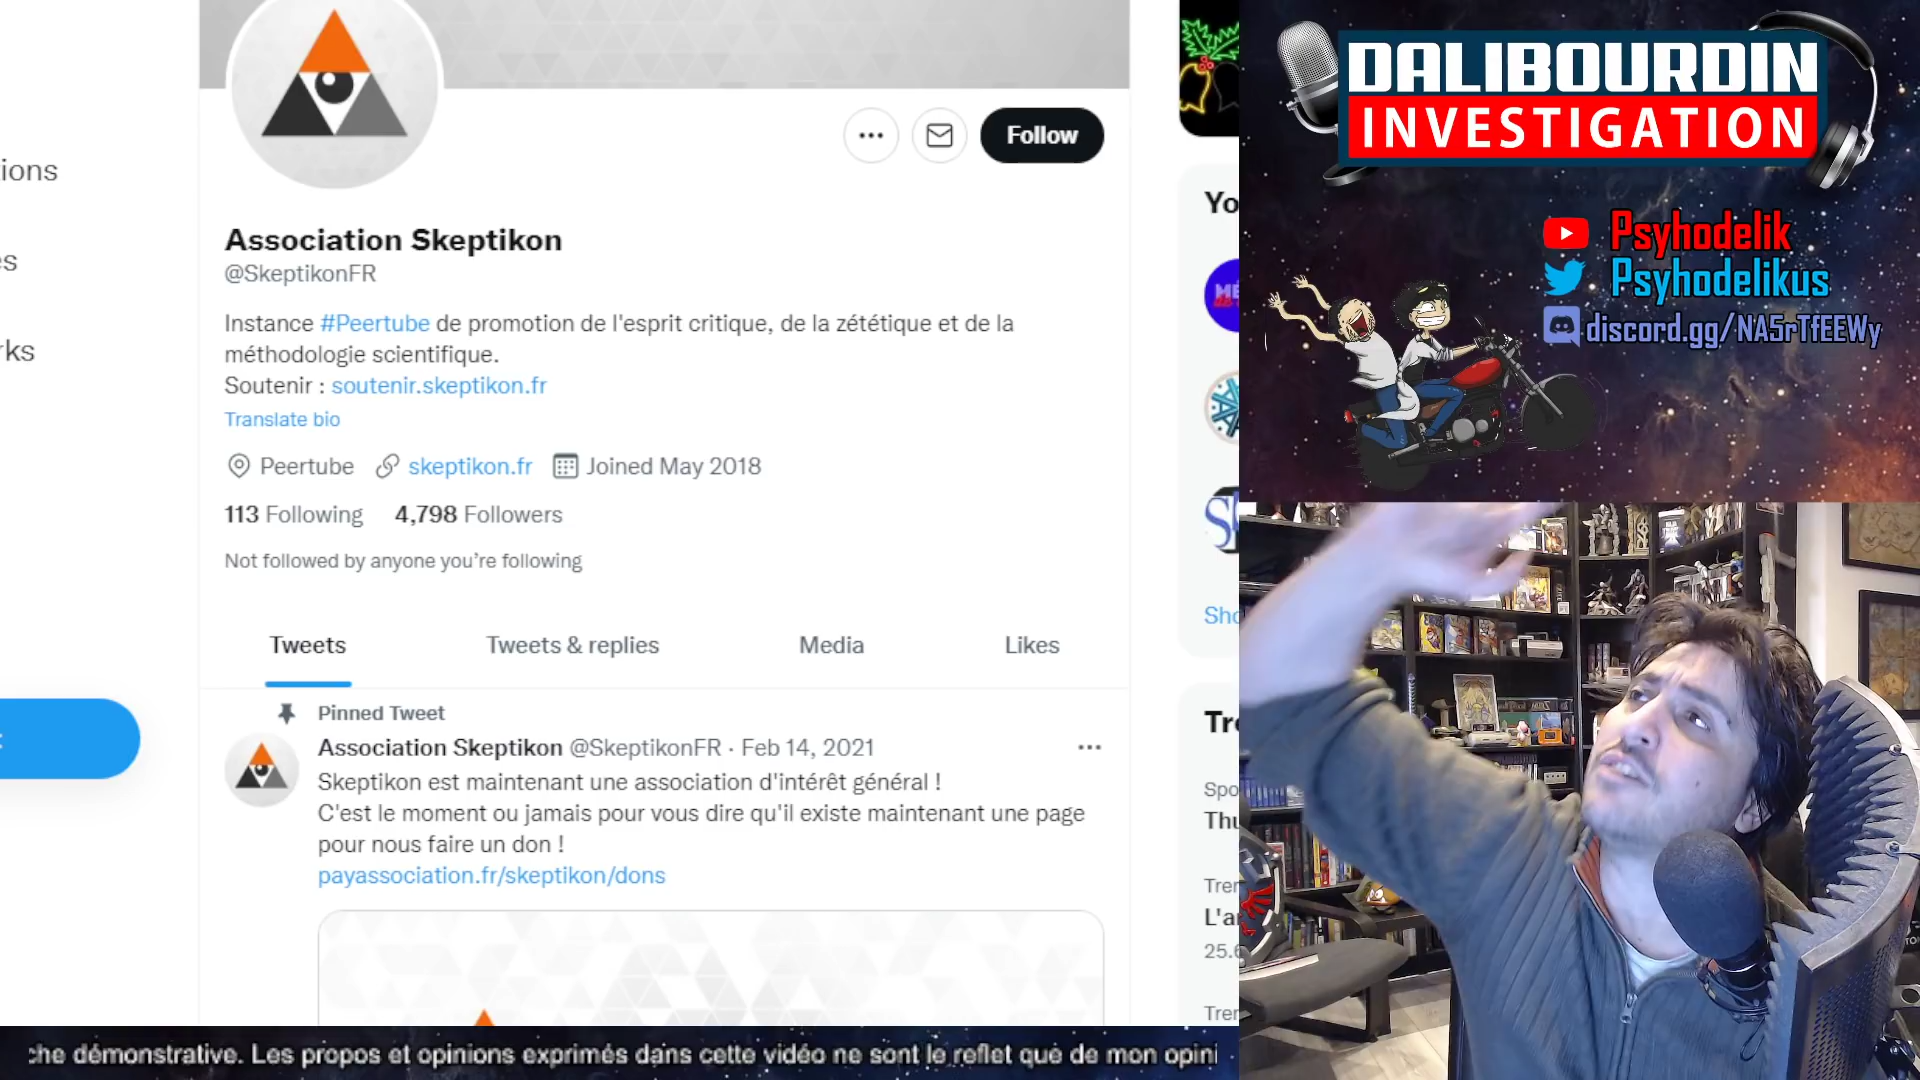 ions
es
rks
Follow
Association Skeptikon
@SkeptikonFR
Instance #Peertube de promotion de l'esprit critique, de la zététique et de la
méthodologie scientifique.
Soutenir : soutenir.skeptikon.fr
Translate bio
Peertube skeptikon.fr Joined May 2018
113 Following 4,798 Followers
Not followed by anyone you're following
Tweets Tweets & replies Media Likes
Pinned Tweet
Association Skeptikon @SkeptikonFR · Feb 14, 2021
Skeptikon est maintenant une association d'intérêt général !
C'est le moment ou jamais pour vous dire qu'il existe maintenant une page
pour nous faire un don !
payassociation.fr/skeptikon/dons
Yo
Sho
Tre
Spo
Thu
Tren
L'a
25.6
Tren
DALIBOURDIN
INVESTIGATION
Psyhodelik
Psyhodelikus
discord.gg/NA5rTfEEWy
che démonstrative. Les propos et opinions exprimés dans cette vidéo ne sont le reflet que de mon opini